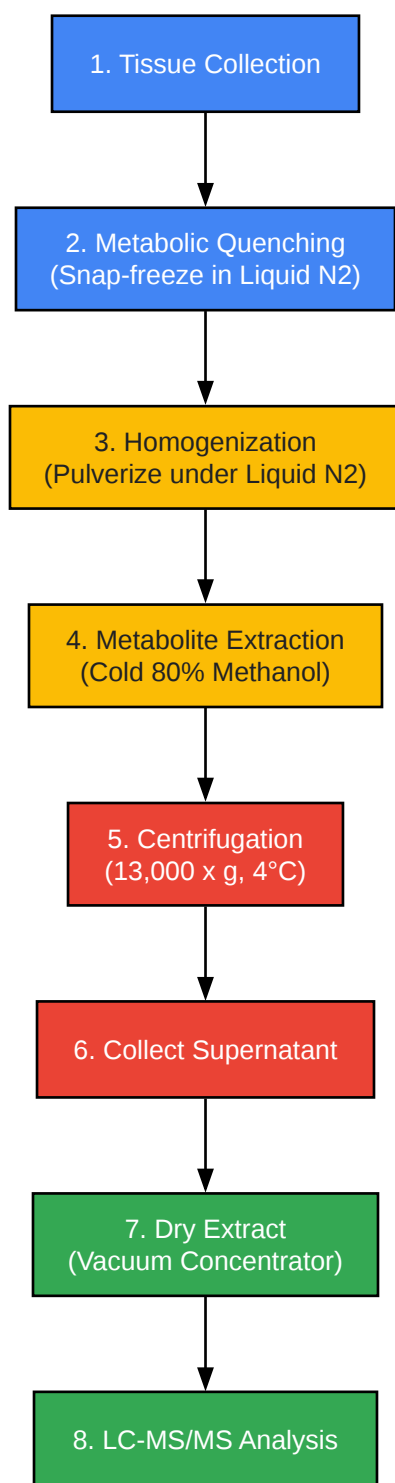 1. Tissue Collection
2. Metabolic Quenching
(Snap-freeze in Liquid N2)
3. Homogenization
(Pulverize under Liquid N2)
4. Metabolite Extraction
(Cold 80% Methanol)
5. Centrifugation
(13,000 x g, 4°C)
6. Collect Supernatant
7. Dry Extract
(Vacuum Concentrator)
8. LC-MS/MS Analysis